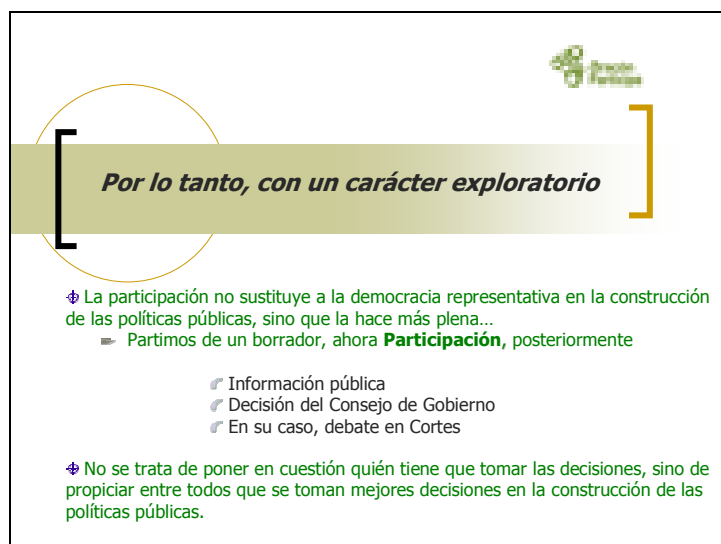 Por lo tanto, con un carácter exploratorio
La participación no sustituye a la democracia representativa en la construcción
de las políticas públicas, sino que la hace más plena...
Partimos de un borrador, ahora Participación, posteriormente
Información pública
Decisión del Consejo de Gobierno
En su caso, debate en Cortes
No se trata de poner en cuestión quién tiene que tomar las decisiones, sino de
propiciar entre todos que se toman mejores decisiones en la construcción de las
políticas públicas.